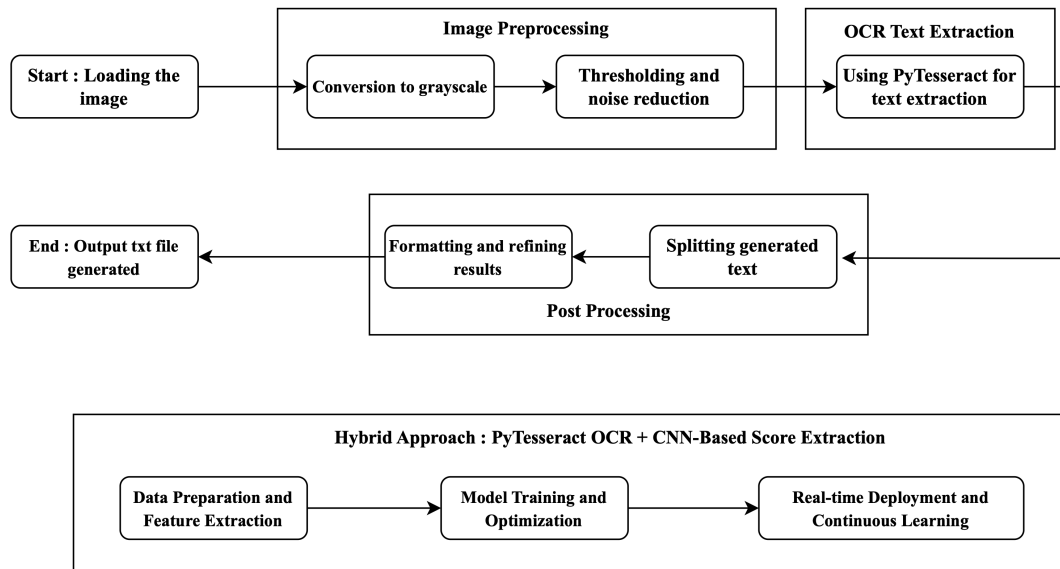 Image Preprocessing
OCR Text Extraction
Start : Loading the
image
Conversion to grayscale
Thresholding and
noise reduction
Using PyTesseract for
text extraction
End : Output txt file
generated
Formatting and refining
results
Splitting generated
text
Post Processing
Hybrid Approach : PyTesseract OCR + CNN-Based Score Extraction
Data Preparation and
Feature Extraction
Model Training and
Optimization
Real-time Deployment and
Continuous Learning